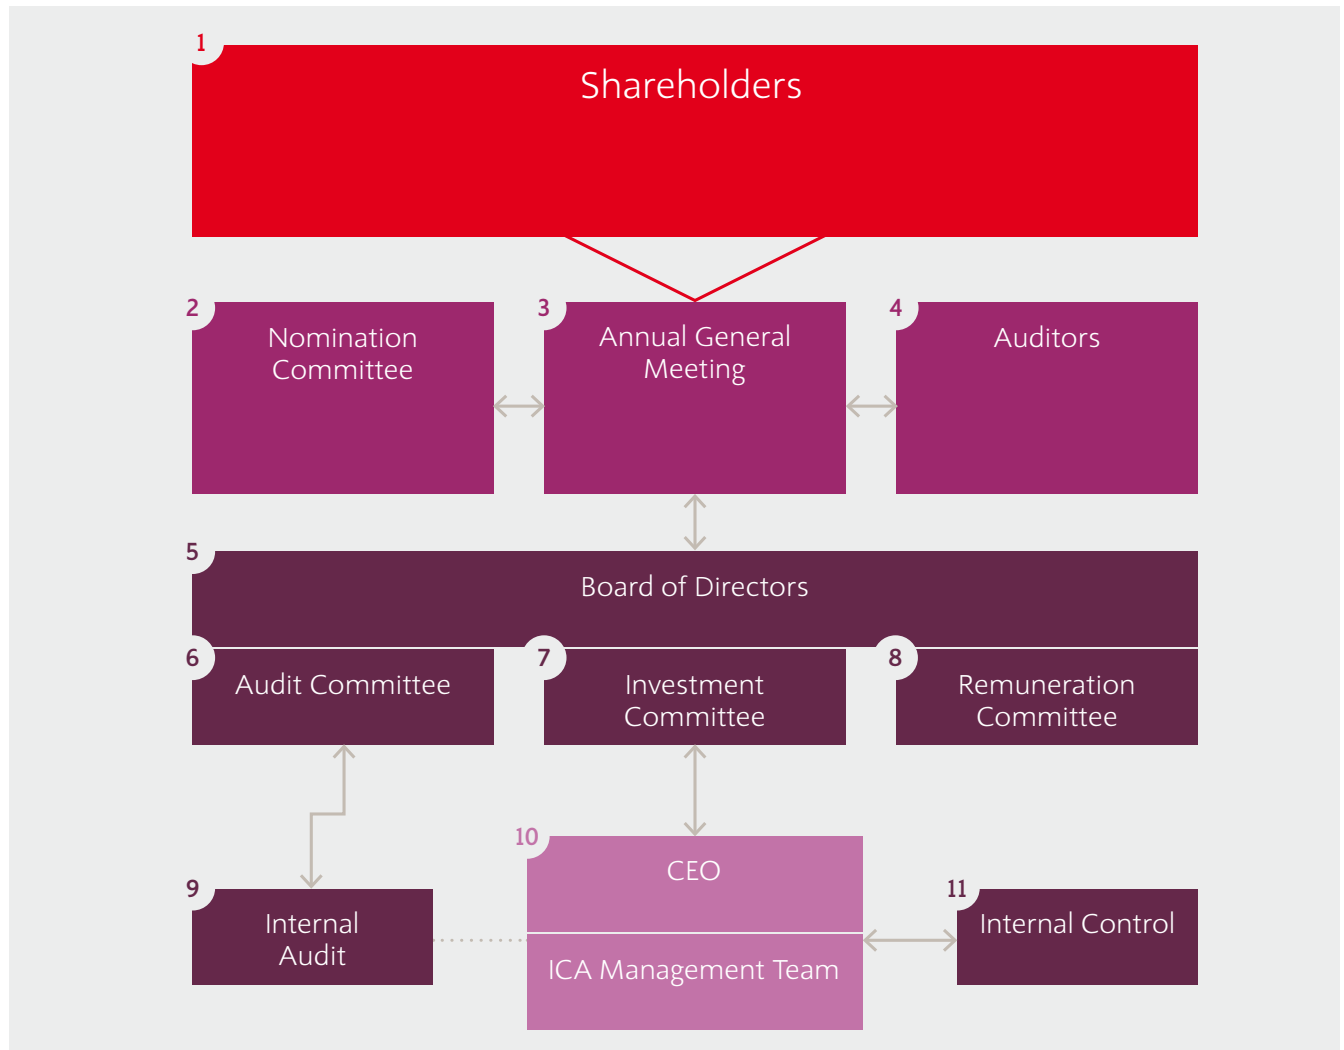 1
Shareholders
2
Nomination
Committee
3
Annual General
Meeting
4
Auditors
5
Board of Directors
6
Audit Committee
7
Investment
Committee
8
Remuneration
Committee
9
Internal
Audit
10
CEO
ICA Management Team
11
Internal Control